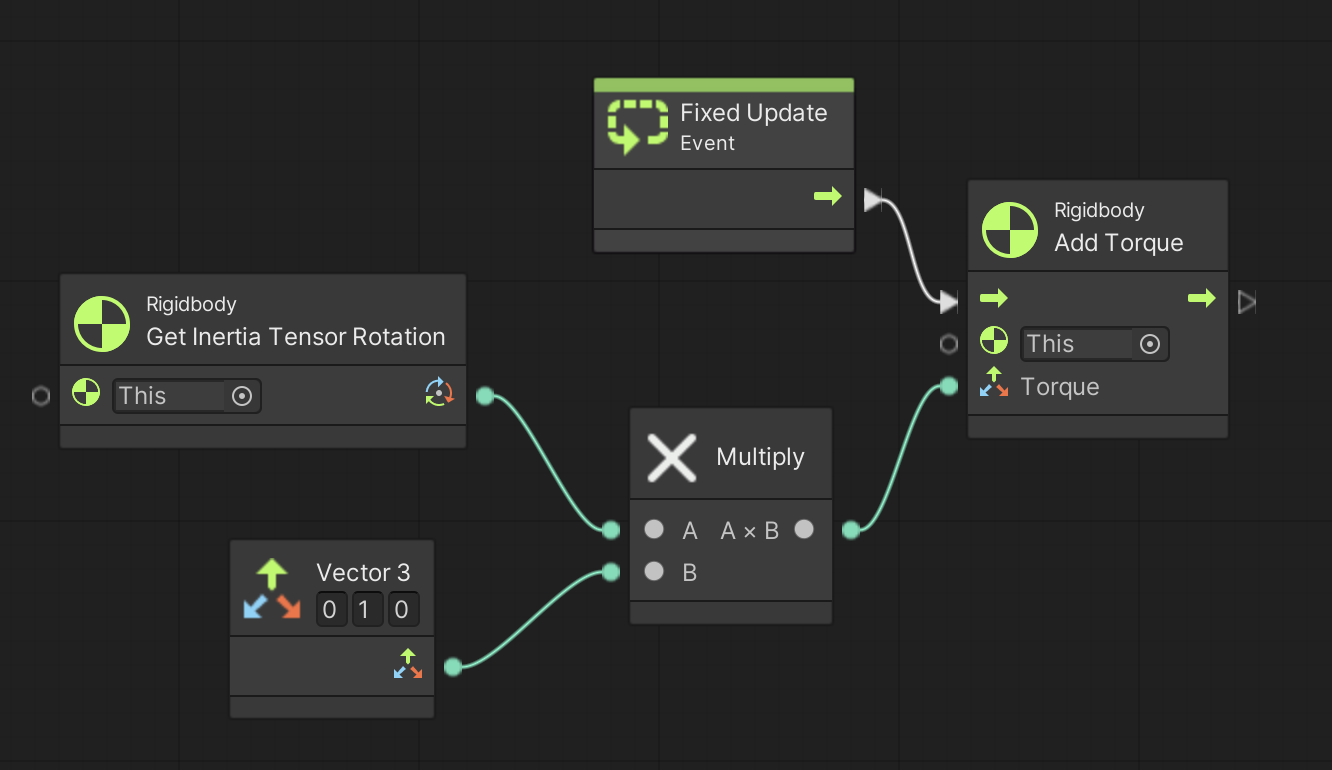 Fixed Update
Event
Rigidbody
Add Torque
This
Torque
Rigidbody
Get Inertia Tensor Rotation
This
Multiply
A A × B
B
Vector 3
0 1 0